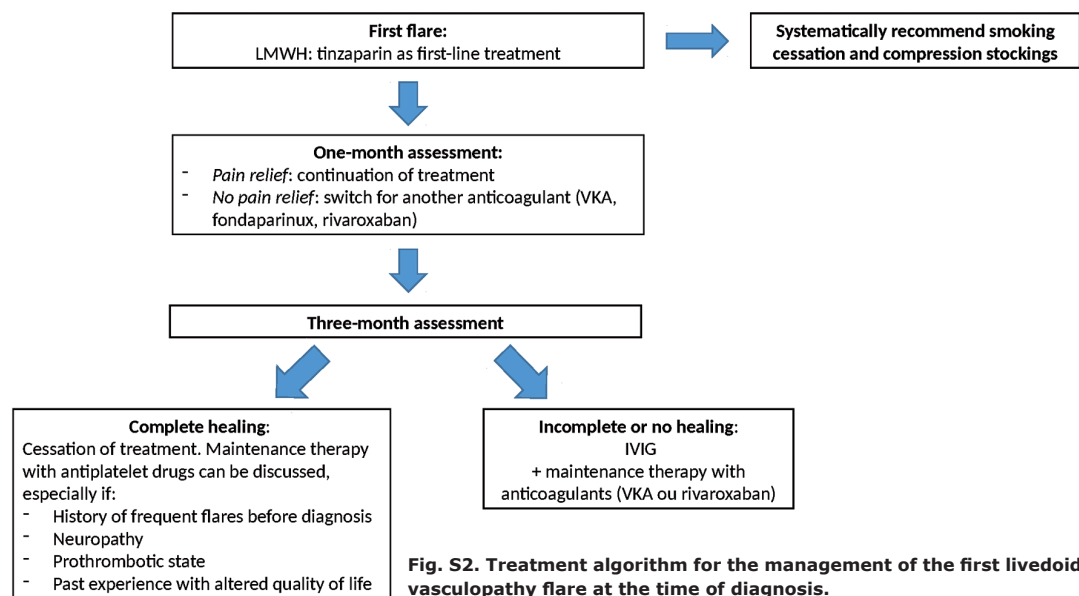 First flare:
LMWH: tinzaparin as first-line treatment
Systematically recommend smoking
cessation and compression stockings
One-month assessment:
- Pain relief: continuation of treatment
- No pain relief: switch for another anticoagulant (VKA,
fondaparinux, rivaroxaban)
Three-month assessment
Complete healing:
Cessation of treatment. Maintenance therapy
with antiplatelet drugs can be discussed,
especially if:
- History of frequent flares before diagnosis
- Neuropathy
- Prothrombotic state
- Past experience with altered quality of life
Incomplete or no healing:
IVIG
+ maintenance therapy with
anticoagulants (VKA ou rivaroxaban)
Fig. S2. Treatment algorithm for the management of the first livedoid
vasculopathy flare at the time of diagnosis.